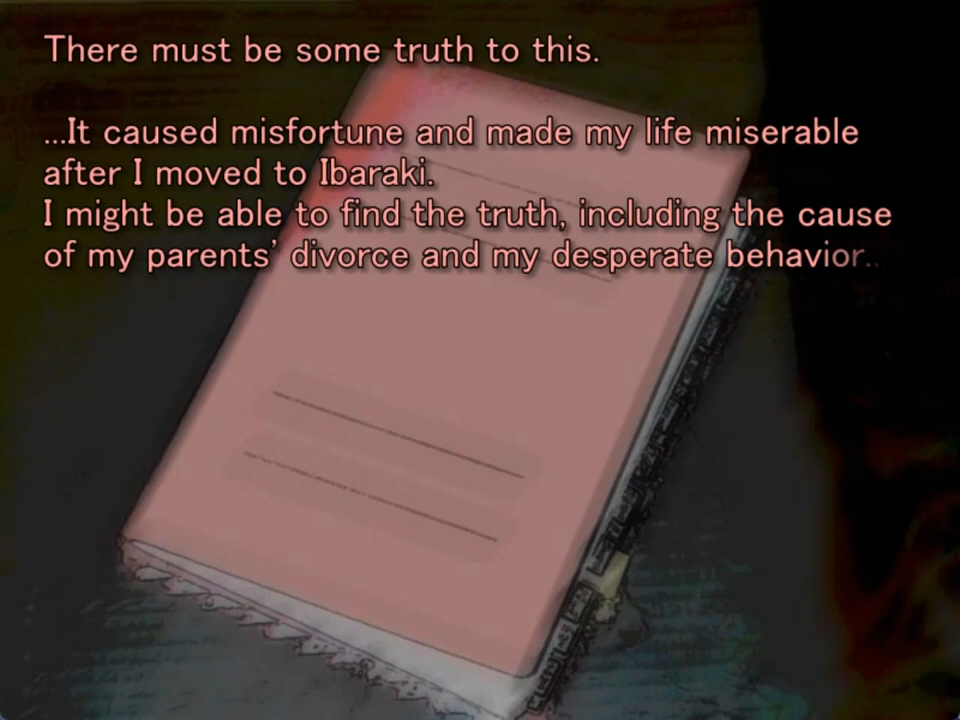 There must be some truth to this.
...It caused misfortune and made my life miserable
after I moved to Ibaraki.
I might be able to find the truth, including the cause
of my parents' divorce and my desperate behavior..